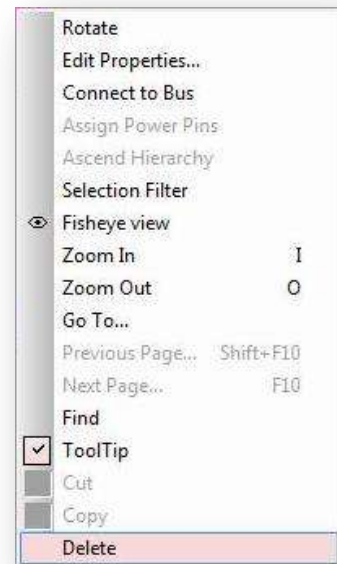 Rotate
Edit Properties...
Connect to Bus
Assign Power Pins
Ascend Hierarchy
Selection Filter
Fisheye view
Zoom In I
Zoom Out O
Go To...
Previous Page... Shift+F10
Next Page... F10
Find
ToolTip
Cut
Copy
Delete